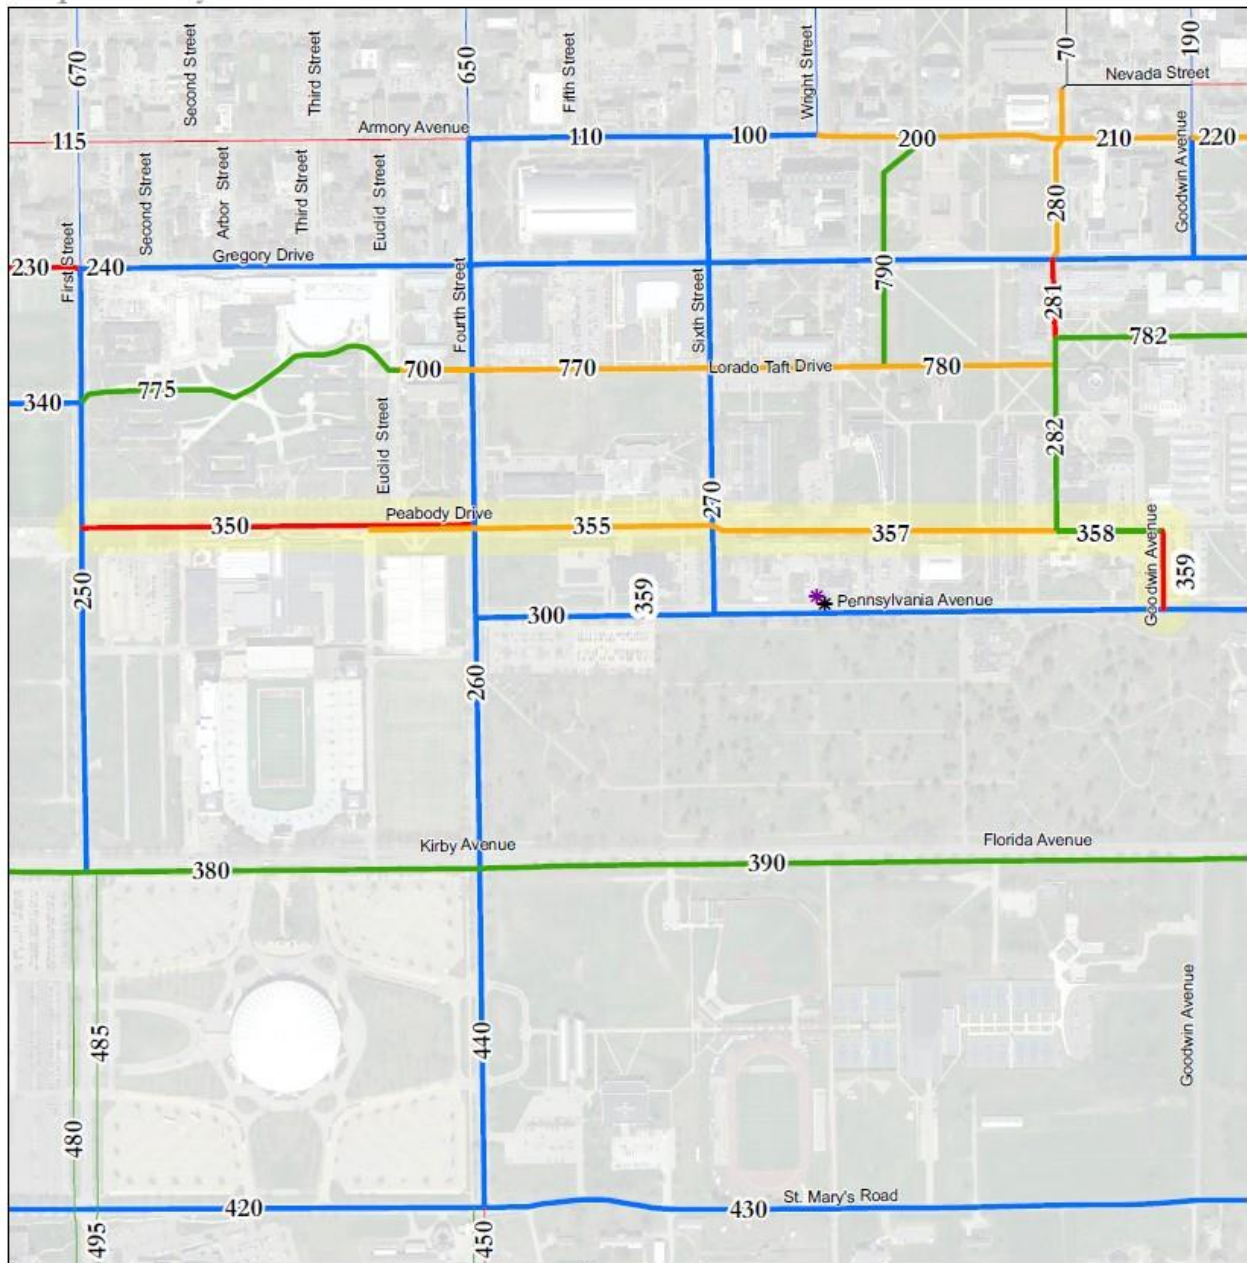 670
Second Street
Third Street
650
Fifth Street
Wright Street
70
190
Nevada Street
115
Armory Avenue
110
100
200
210
Goodwin Avenue
220
Second Street
Arbor Street
Third Street
Euclid Street
280
230
First Street
240
Gregory Drive
Fourth Street
Sixth Street
790
281
782
700
770
Lorado Taft Drive
780
775
340
Euclid Street
282
270
Peabody Drive
350
355
357
358
Goodwin Avenue
359
250
359
300
Pennsylvania Avenue
260
Kirby Avenue
Florida Avenue
380
390
485
440
Goodwin Avenue
480
420
430
St. Mary's Road
495
450